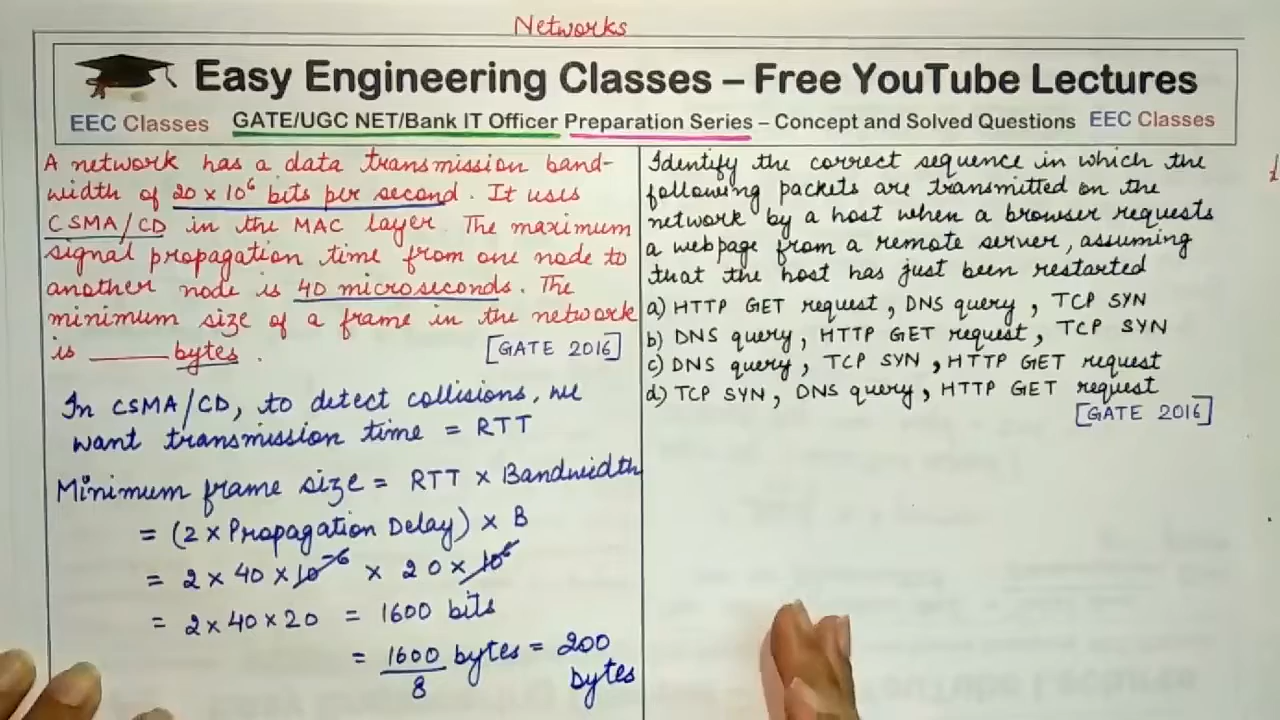 Networks
Easy Engineering Classes – Free YouTube Lectures
EEC Classes GATE/UGC NET/Bank IT Officer Preparation Series – Concept and Solved Questions EEC Classes
A network has a data transmission band-
width of 20 × 10⁶ bits per second. It uses
CSMA/CD in the MAC layer. The maximum
signal propagation time from one node to
another node is 40 microseconds. The
minimum size of a frame in the network
is ______ bytes.
[GATE 2016]
In CSMA/CD, to detect collisions, we
want transmission time = RTT
Minimum frame size = RTT × Bandwidth
= (2 × Propagation Delay) × B
= 2 × 40 × 10⁻⁶ × 20 × 10⁶
= 2 × 40 × 20 = 1600 bits
= 1600/8 bytes = 200
bytes
Identify the correct sequence in which the
following packets are transmitted on the
network by a host when a browser requests
a webpage from a remote server, assuming
that the host has just been restarted
a) HTTP GET request, DNS query, TCP SYN
b) DNS query, HTTP GET request, TCP SYN
c) DNS query, TCP SYN, HTTP GET request
d) TCP SYN, DNS query, HTTP GET request
[GATE 2016]